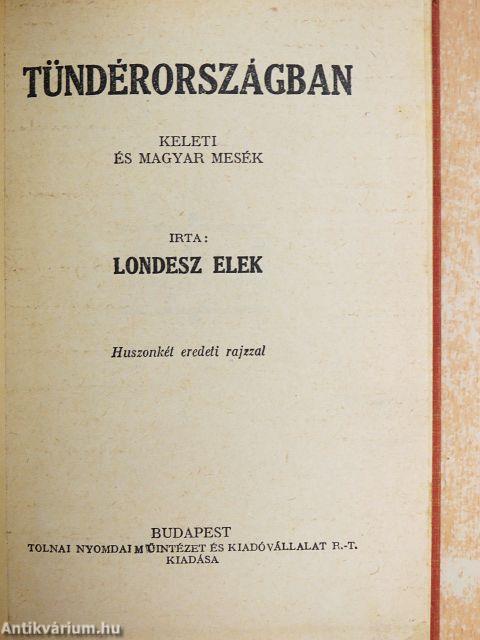 TÜNDÉRORSZÁGBAN
KELETI
ÉS MAGYAR MESÉK
IRTA:
LONDESZ ELEK
Huszonkét eredeti rajzzal
BUDAPEST
TOLNAI NYOMDAI MŰINTÉZET ÉS KIADÓVÁLLALAT R.-T.
KIADÁSA
Antikvárium.hu